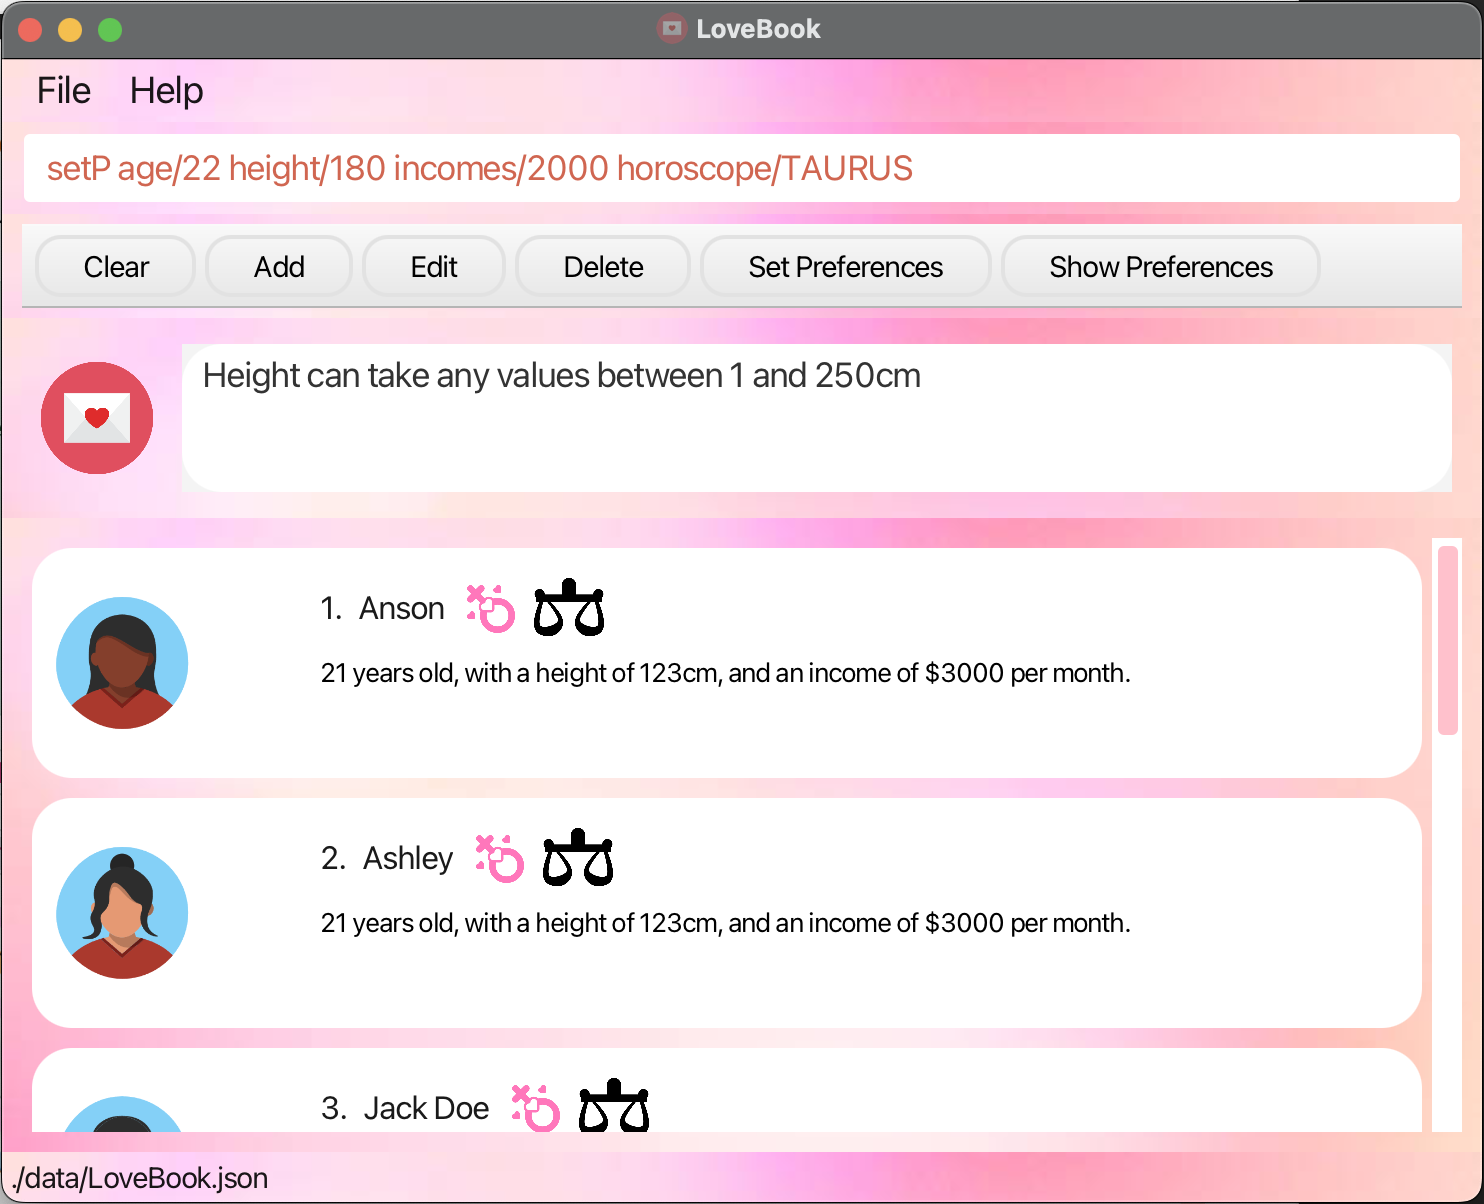 LoveBook
File Help
setP age/22 height/180 incomes/2000 horoscope/TAURUS
Clear Add Edit Delete Set Preferences Show Preferences
Height can take any values between 1 and 250cm
1. Anson
21 years old, with a height of 123cm, and an income of $3000 per month.
2. Ashley
21 years old, with a height of 123cm, and an income of $3000 per month.
3. Jack Doe
./data/LoveBook.json